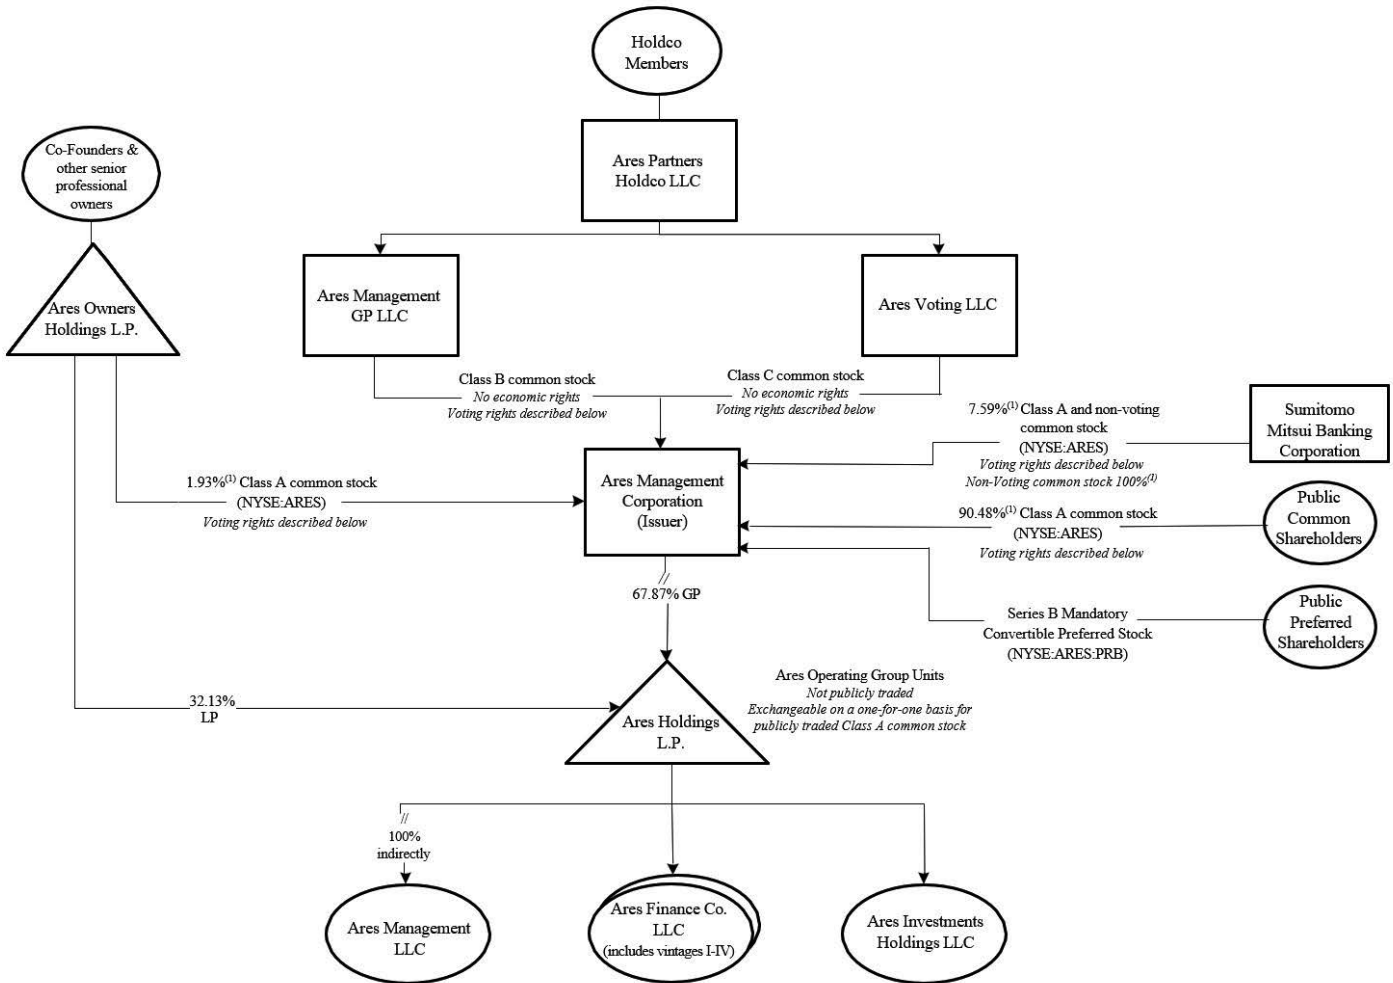 Holdco
Members
Ares Partners
Holdco LLC
Co-Founders &
other senior
professional
owners
Ares Owners
Holdings L.P.
Ares Management
GP LLC
Ares Voting LLC
Class B common stock
No economic rights
Voting rights described below
Class C common stock
No economic rights
Voting rights described below
7.59%(1) Class A and non-voting
common stock
(NYSE:ARES)
Voting rights described below
Non-Voting common stock 100%(1)
Sumitomo
Mitsui Banking
Corporation
1.93%(1) Class A common stock
(NYSE:ARES)
Voting rights described below
Ares Management
Corporation
(Issuer)
90.48%(1) Class A common stock
(NYSE:ARES)
Voting rights described below
Public
Common
Shareholders
//
67.87% GP
Series B Mandatory
Convertible Preferred Stock
(NYSE:ARES:PRB)
Public
Preferred
Shareholders
32.13%
LP
Ares Holdings
L.P.
Ares Operating Group Units
Not publicly traded
Exchangeable on a one-for-one basis for
publicly traded Class A common stock
//
100%
indirectly
Ares Management
LLC
Ares Finance Co.
LLC
(includes vintages I-IV)
Ares Investments
Holdings LLC